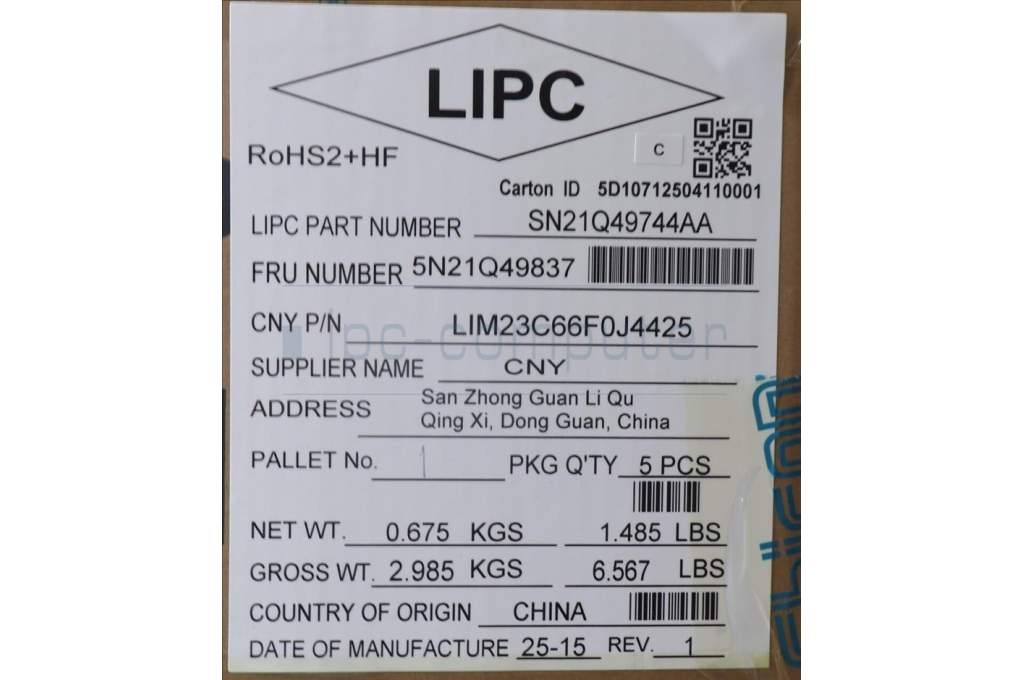 LIPC
RoHS2+HF
C
Carton ID 5D10712504110001
LIPC PART NUMBER SN21Q49744AA
FRU NUMBER 5N21Q49837
CNY P/N LIM23C66F0J4425
ipc-computer
SUPPLIER NAME CNY
ADDRESS San Zhong Guan Li Qu
Qing Xi, Dong Guan, China
PALLET No. 1 PKG Q'TY 5 PCS
NET WT. 0.675 KGS 1.485 LBS
GROSS WT. 2.985 KGS 6.567 LBS
COUNTRY OF ORIGIN CHINA
DATE OF MANUFACTURE 25-15 REV. 1